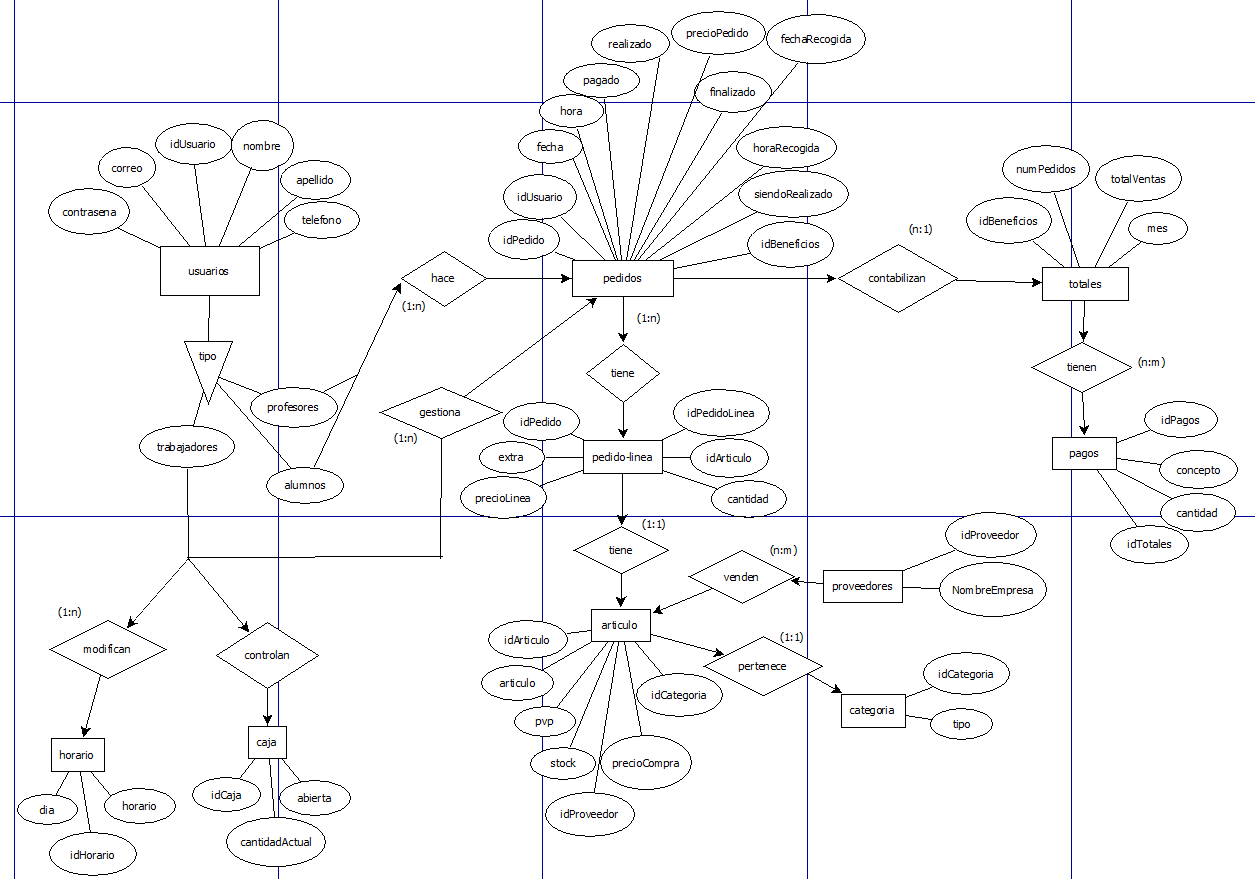 realizado
precioPedido
fechaRecogida
pagado
finalizado
hora
fecha
horaRecogida
idUsuario
siendoRealizado
idPedido
idBeneficios
pedidos
idUsuario
nombre
correo
apellido
contrasena
telefono
usuarios
tipo
profesores
trabajadores
alumnos
hace
(1:n)
gestiona
(1:n)
(n:1)
contabilizan
numPedidos
totalVentas
idBeneficios
mes
totales
tienen
(n:m)
pagos
idPagos
concepto
cantidad
idTotales
(1:n)
tiene
idPedido
idPedidoLinea
extra
pedido-linea
idArticulo
precioLinea
cantidad
(1:1)
tiene
(n:m)
venden
proveedores
idProveedor
NombreEmpresa
articulo
idArticulo
articulo
pvp
stock
idProveedor
precioCompra
idCategoria
(1:1)
pertenece
categoria
idCategoria
tipo
(1:n)
modifican
controlan
horario
dia
horario
idHorario
caja
idCaja
abierta
cantidadActual